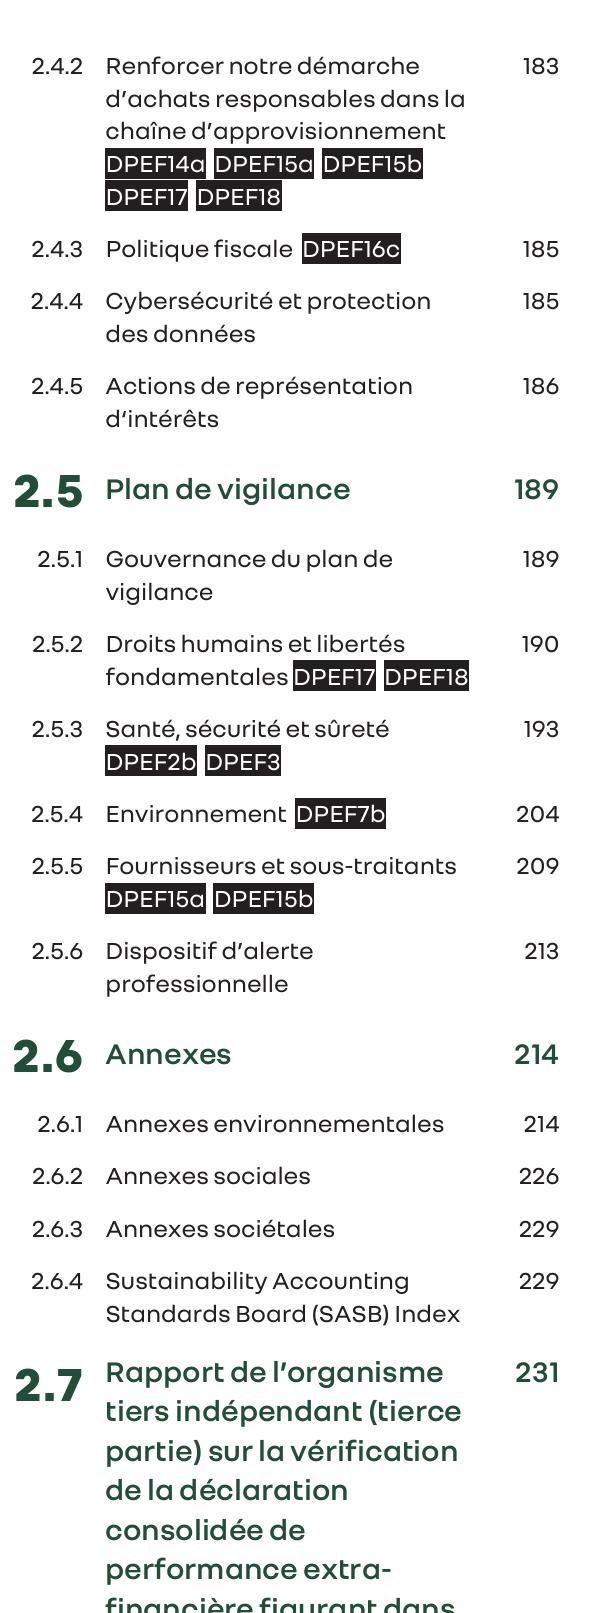 2.4.2 Renforcer notre démarche 183
d’achats responsables dans la
chaîne d’approvisionnement
DPEF14a DPEF15a DPEF15b
DPEF17 DPEF18
2.4.3 Politique fiscale DPEF16c 185
2.4.4 Cybersécurité et protection 185
des données
2.4.5 Actions de représentation 186
d’intérêts
2.5 Plan de vigilance 189
2.5.1 Gouvernance du plan de 189
vigilance
2.5.2 Droits humains et libertés 190
fondamentales DPEF17 DPEF18
2.5.3 Santé, sécurité et sûreté 193
DPEF2b DPEF3
2.5.4 Environnement DPEF7b 204
2.5.5 Fournisseurs et sous-traitants 209
DPEF15a DPEF15b
2.5.6 Dispositif d’alerte 213
professionnelle
2.6 Annexes 214
2.6.1 Annexes environnementales 214
2.6.2 Annexes sociales 226
2.6.3 Annexes sociétales 229
2.6.4 Sustainability Accounting 229
Standards Board (SASB) Index
2.7 Rapport de l’organisme 231
tiers indépendant (tierce
partie) sur la vérification
de la déclaration
consolidée de
performance extra-
financière figurant dans